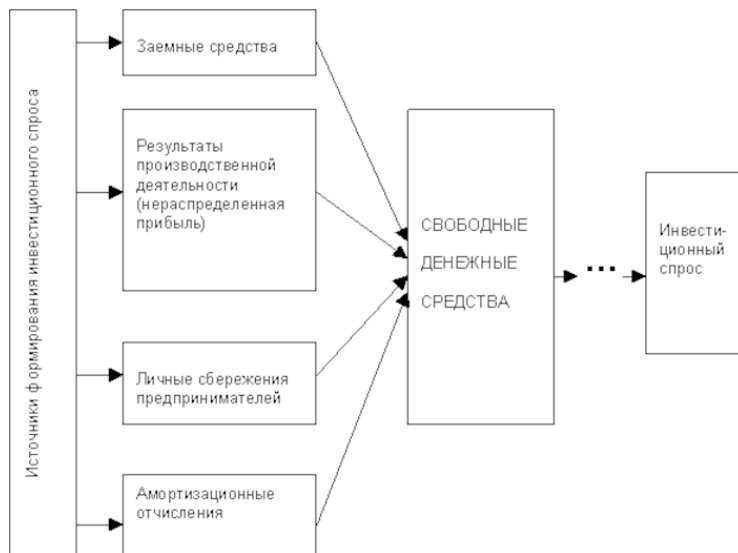 Источники формирования инвестиционного спроса
Заемные средства
Результаты
производственной
деятельности
(нераспределенная
прибыль)
Личные сбережения
предпринимателей
Амортизационные
отчисления
СВОБОДНЫЕ
ДЕНЕЖНЫЕ
СРЕДСТВА
...
Инвести-
ционный
спрос